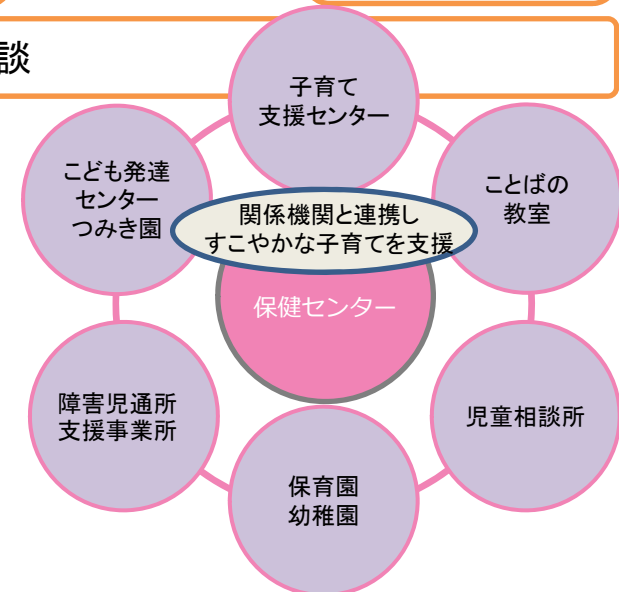 談
子育て
支援センター
こども発達
センター
つみき園
ことばの
教室
関係機関と連携し
すこやかな子育てを支援
保健センター
障害児通所
支援事業所
児童相談所
保育園
幼稚園